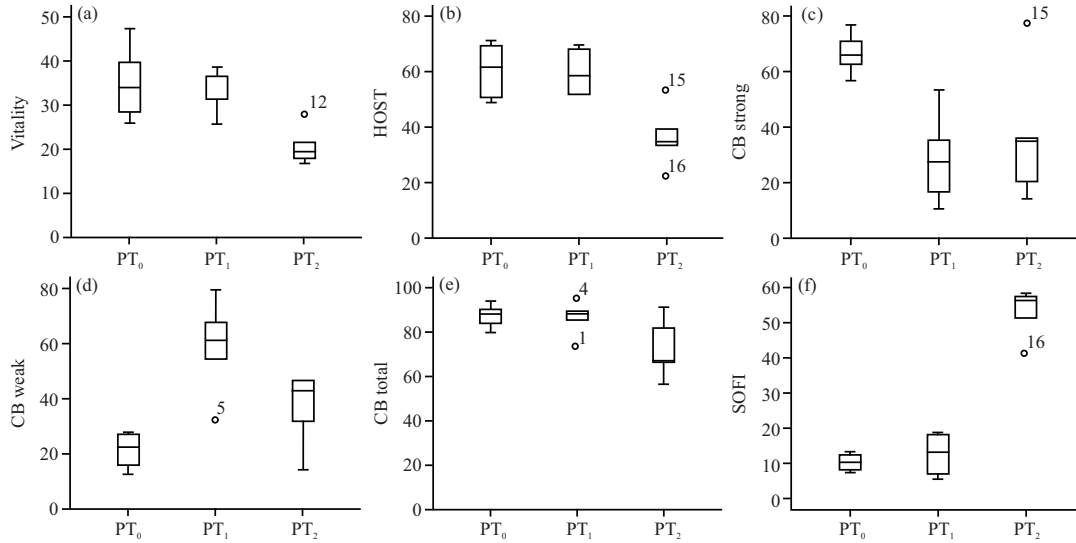 (a)
Vitality
50
40
30
20
10
0
12
PT₀ PT₁ PT₂
(b)
HOST
80
60
40
20
0
15
16
PT₀ PT₁ PT₂
(c)
CB strong
80
60
40
20
0
15
PT₀ PT₁ PT₂
(d)
CB weak
80
60
40
20
0
5
PT₀ PT₁ PT₂
(e)
CB total
100
80
60
40
20
0
4
1
PT₀ PT₁ PT₂
(f)
SOFI
60
50
40
30
20
10
0
16
PT₀ PT₁ PT₂